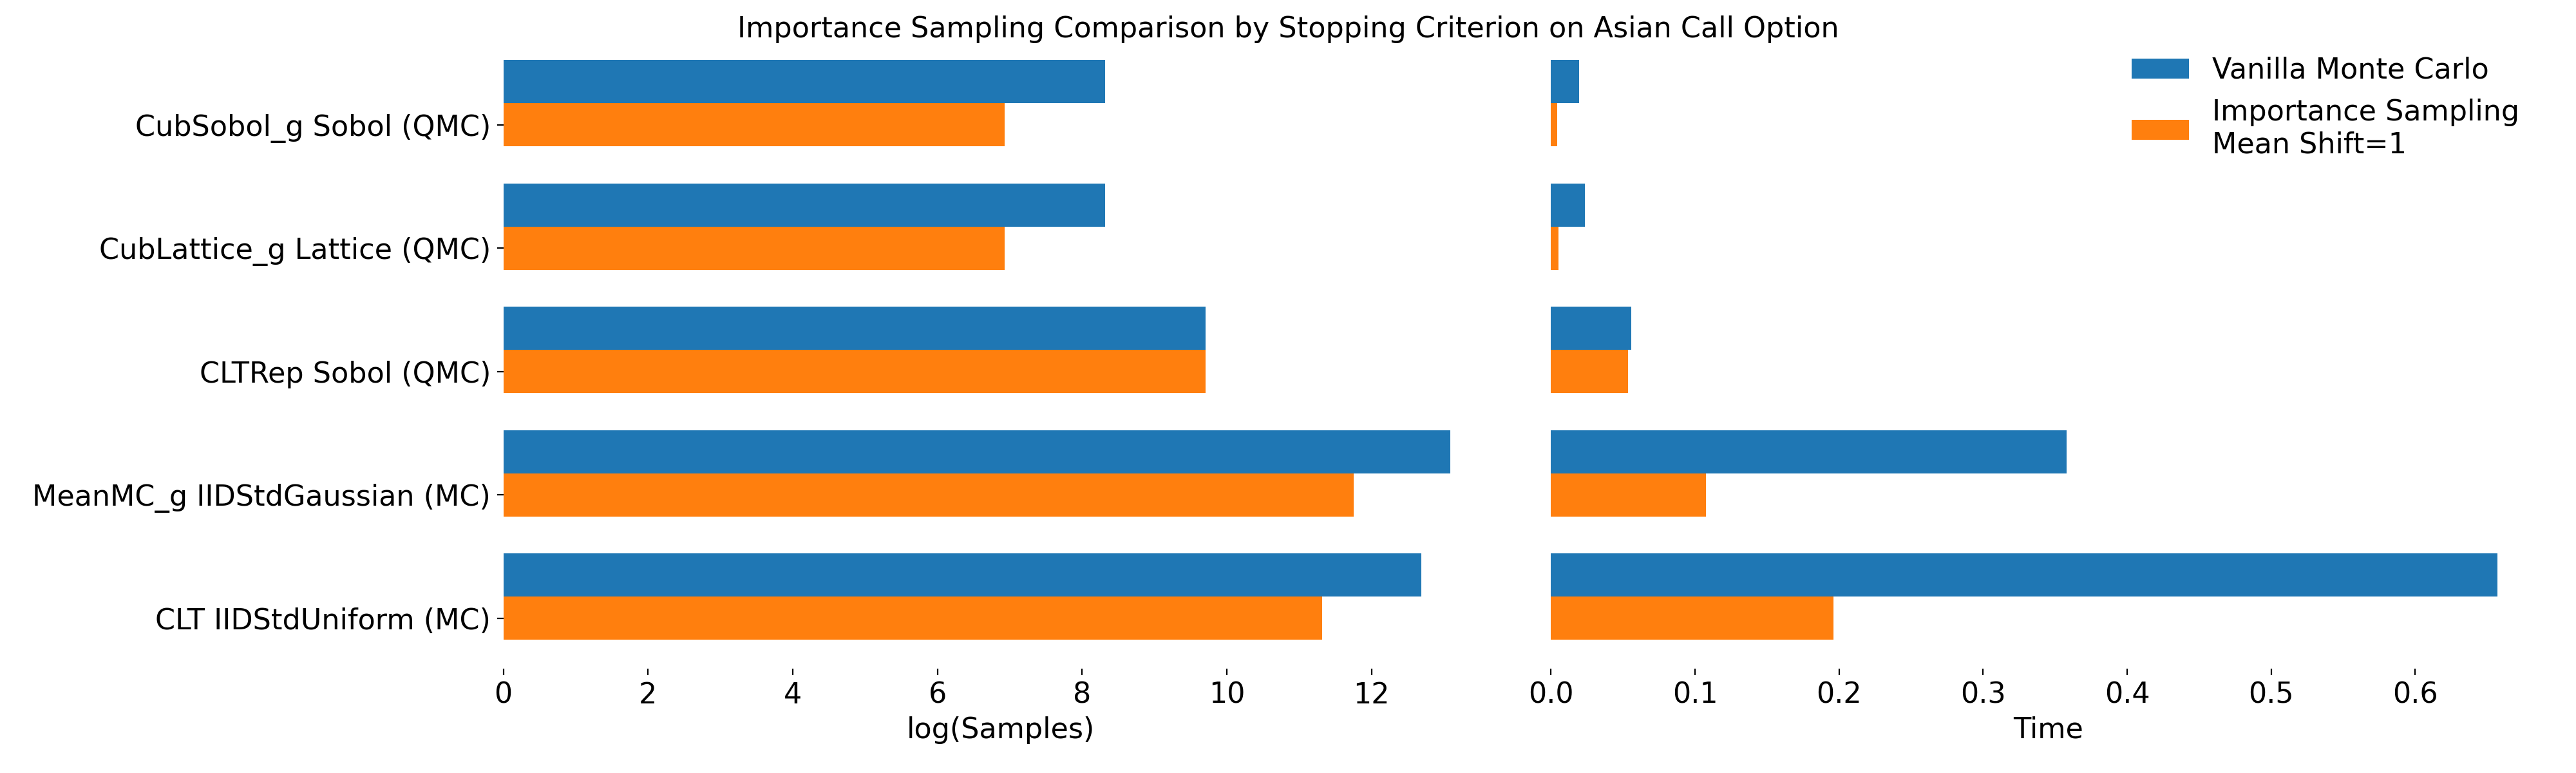 Importance Sampling Comparison by Stopping Criterion on Asian Call Option
Vanilla Monte Carlo
Importance Sampling
Mean Shift=1
CubSobol_g Sobol (QMC)
CubLattice_g Lattice (QMC)
CLTRep Sobol (QMC)
MeanMC_g IIDStdGaussian (MC)
CLT IIDStdUniform (MC)
0 2 4 6 8 10 12
log(Samples)
0.0 0.1 0.2 0.3 0.4 0.5 0.6
Time